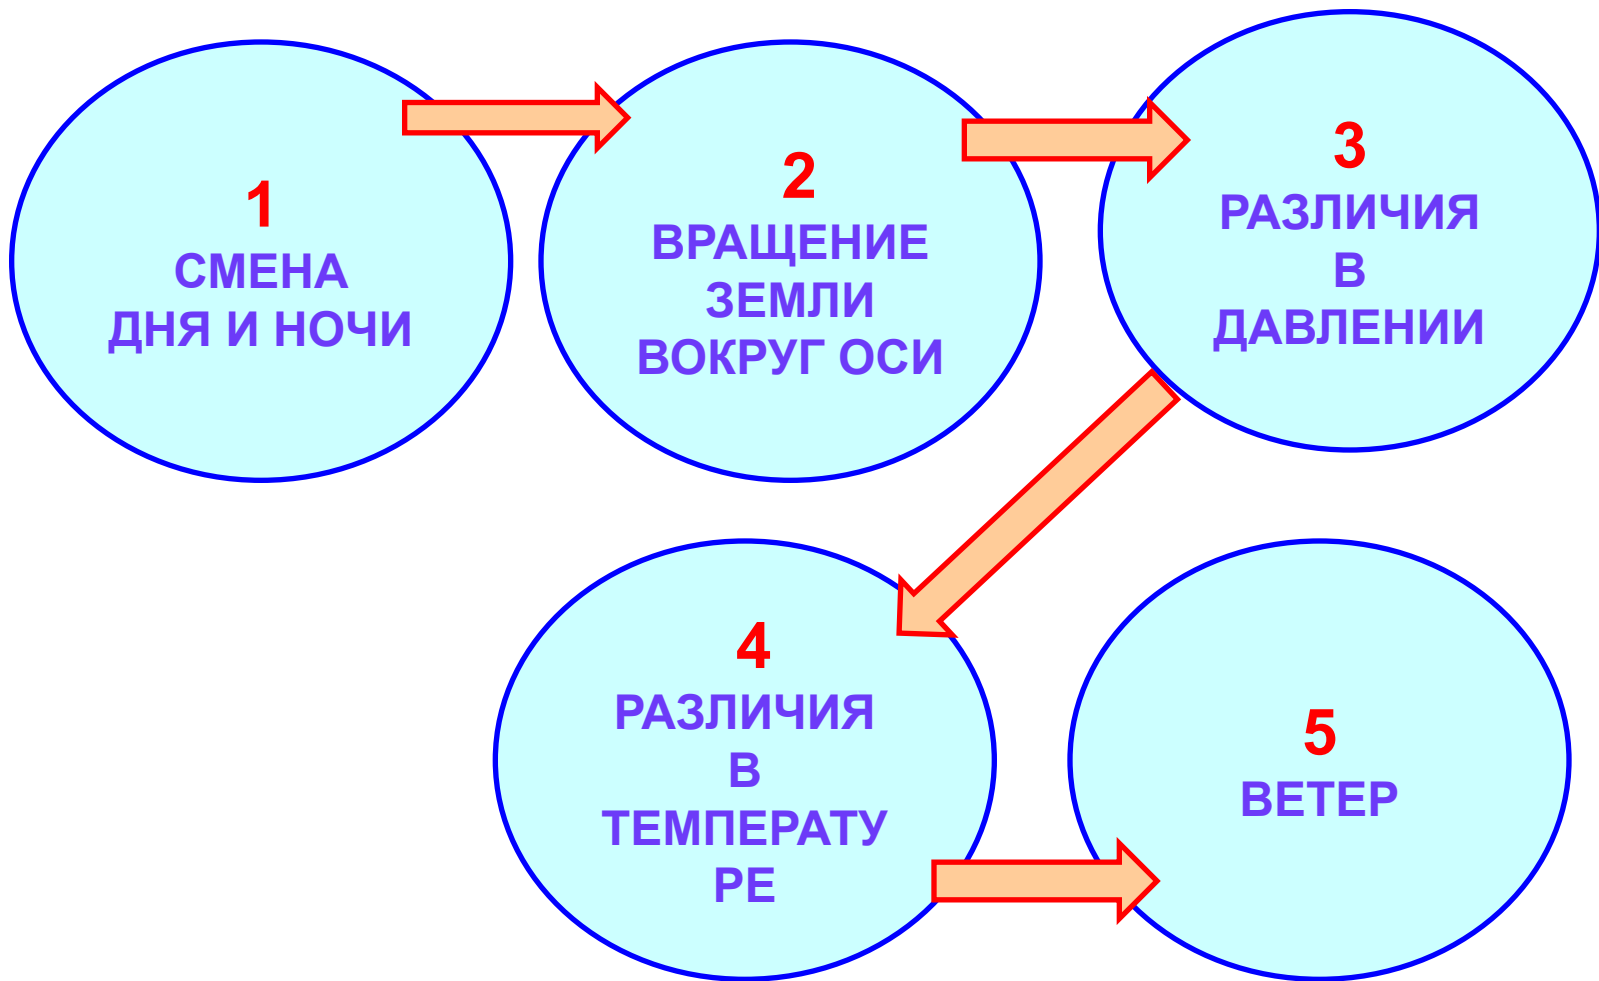 1
СМЕНА
ДНЯ И НОЧИ
2
ВРАЩЕНИЕ
ЗЕМЛИ
ВОКРУГ ОСИ
3
РАЗЛИЧИЯ
В
ДАВЛЕНИИ
4
РАЗЛИЧИЯ
В
ТЕМПЕРАТУ
РЕ
5
ВЕТЕР